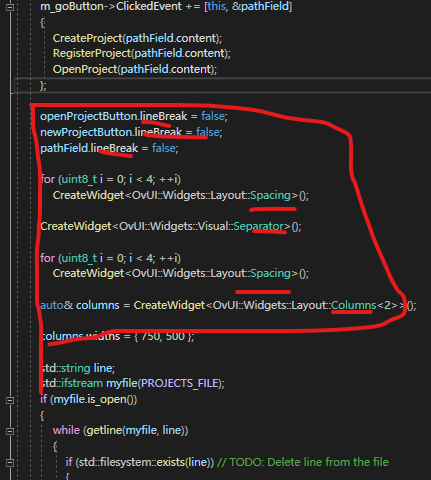 m_goButton->ClickedEvent += [this, &pathField]
{
CreateProject(pathField.content);
RegisterProject(pathField.content);
OpenProject(pathField.content);
};
openProjectButton.lineBreak = false;
newProjectButton.lineBreak = false;
pathField.lineBreak = false;
for (uint8_t i = 0; i < 4; ++i)
CreateWidget<OvUI::Widgets::Layout::Spacing>();
CreateWidget<OvUI::Widgets::Visual::Separator>();
for (uint8_t i = 0; i < 4; ++i)
CreateWidget<OvUI::Widgets::Layout::Spacing>();
auto& columns = CreateWidget<OvUI::Widgets::Layout::Columns<2>>();
columns.widths = { 750, 500 };
std::string line;
std::ifstream myfile(PROJECTS_FILE);
if (myfile.is_open())
{
while (getline(myfile, line))
{
if (std::filesystem::exists(line)) // TODO: Delete line from the file
{